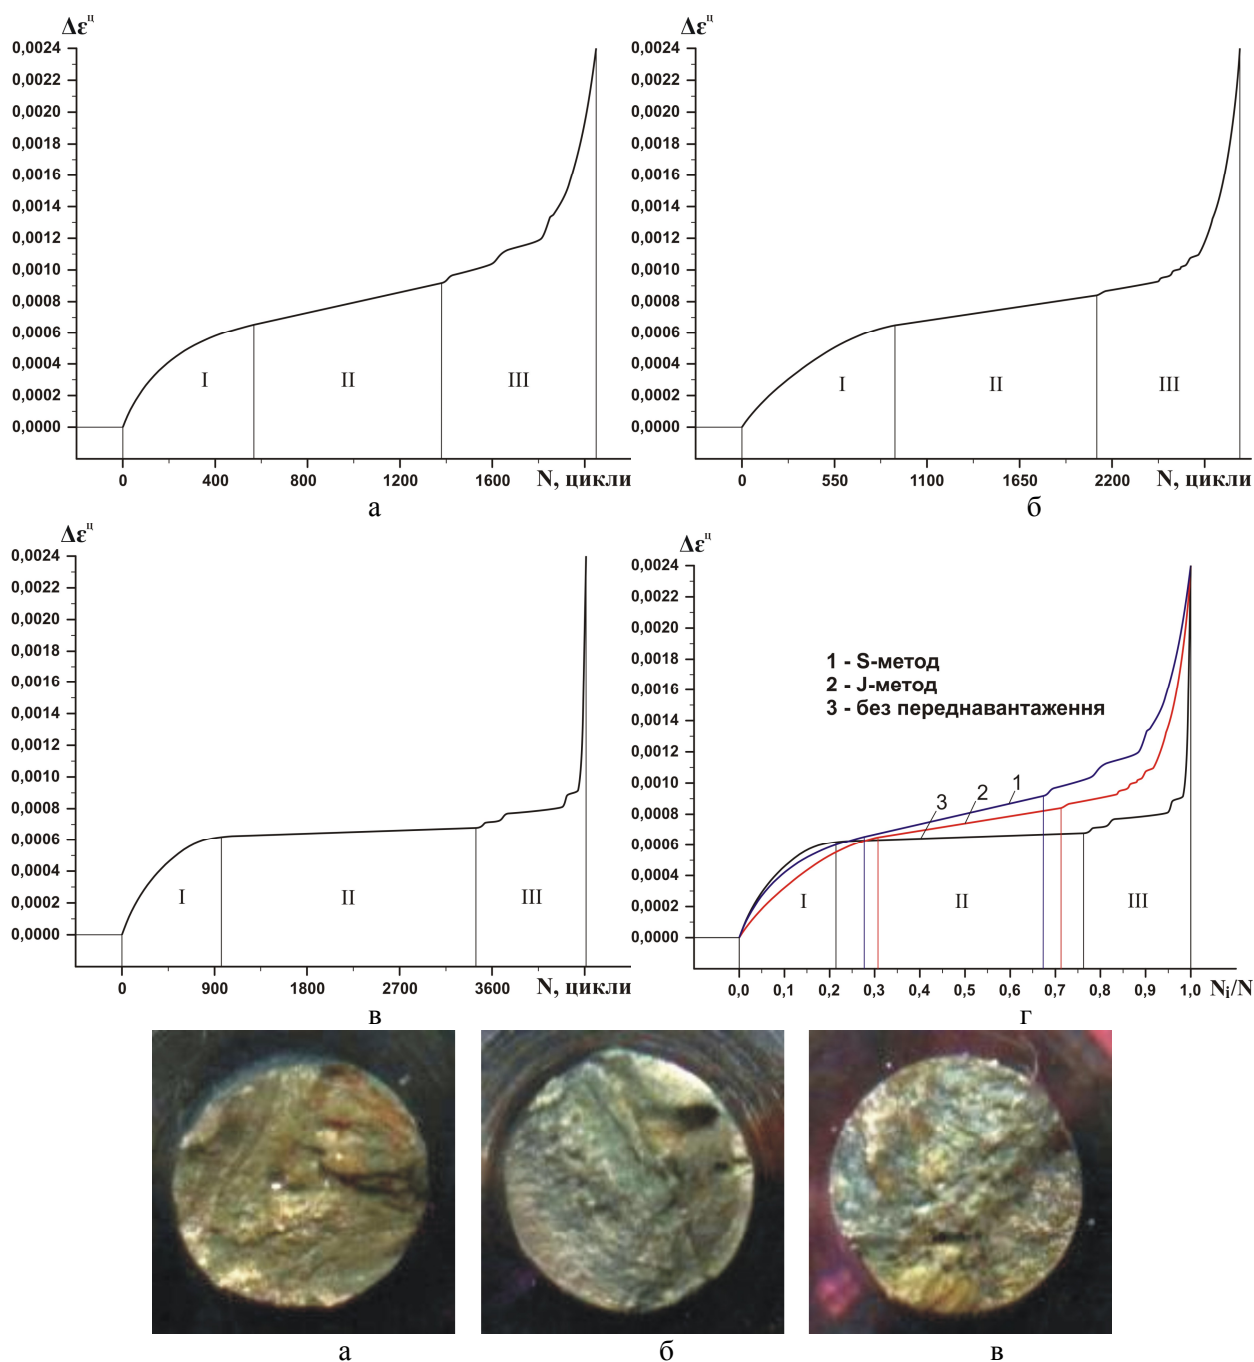 Δεᶣ
0,0024
0,0022
0,0020
0,0018
0,0016
0,0014
0,0012
0,0010
0,0008
0,0006
0,0004
0,0002
0,0000
I II III
0 400 800 1200 1600 N, цикли
а
Δεᶣ
0,0024
0,0022
0,0020
0,0018
0,0016
0,0014
0,0012
0,0010
0,0008
0,0006
0,0004
0,0002
0,0000
I II III
0 550 1100 1650 2200 N, цикли
б
Δεᶣ
0,0024
0,0022
0,0020
0,0018
0,0016
0,0014
0,0012
0,0010
0,0008
0,0006
0,0004
0,0002
0,0000
I II III
0 900 1800 2700 3600 N, цикли
в
Δεᶣ
0,0024
0,0022
0,0020
0,0018
0,0016
0,0014
0,0012
0,0010
0,0008
0,0006
0,0004
0,0002
0,0000
1 - S-метод
2 - J-метод
3 - без переднавантаження
3 2 1
I II III
0,0 0,1 0,2 0,3 0,4 0,5 0,6 0,7 0,8 0,9 1,0 Nᵢ/N
г
а б в